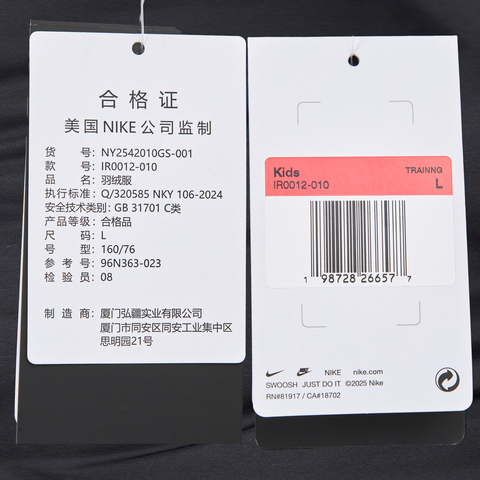 合格证
美国NIKE公司监制
货号：NY2542010GS-001
款号：IR0012-010
品名：羽绒服
执行标准：Q/320585 NKY 106-2024
安全技术类别：GB 31701 C类
产品等级：合格品
尺码：L
号型：160/76
参考号：96N363-023
检验员：08
制造商：厦门弘疆实业有限公司
厦门市同安区同安工业集中区
思明园21号
Kids TRAINNG
IR0012-010 L
1 98728 26657 7
NIKE nike.com
SWOOSH JUST DO IT ©2025 Nike
RN#81917 / CA#18702